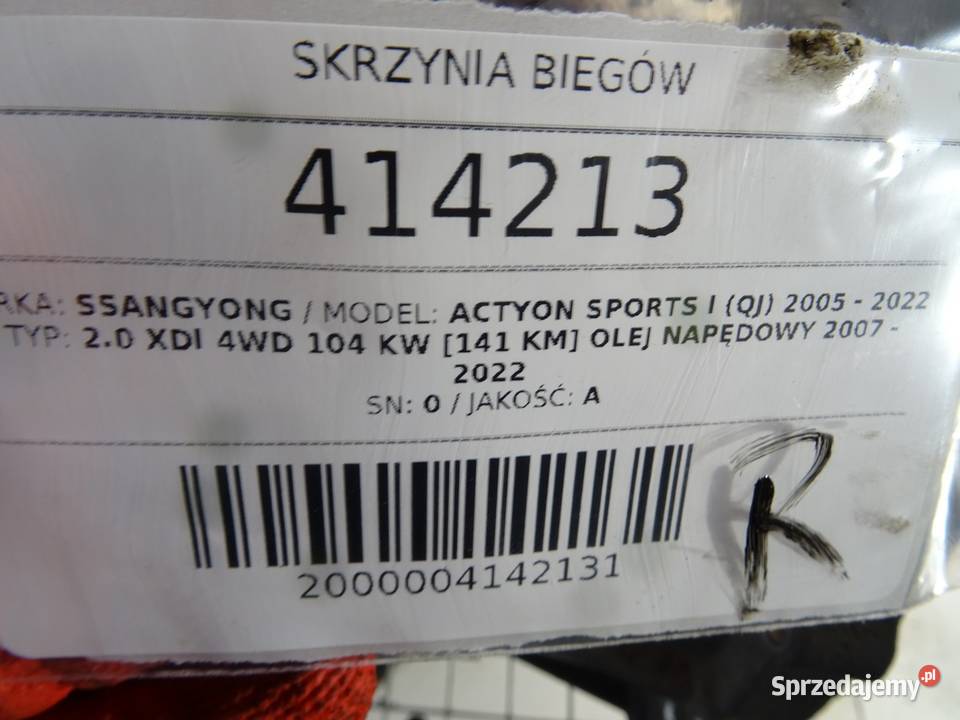 SKRZYNIA BIEGÓW
414213
RKA: SSANGYONG / MODEL: ACTYON SPORTS I (QJ) 2005 - 2022
TYP: 2.0 XDI 4WD 104 KW [141 KM] OLEJ NAPĘDOWY 2007 -
2022
SN: 0 / JAKOŚĆ: A
R
2000004142131
Sprzedajemy.pl